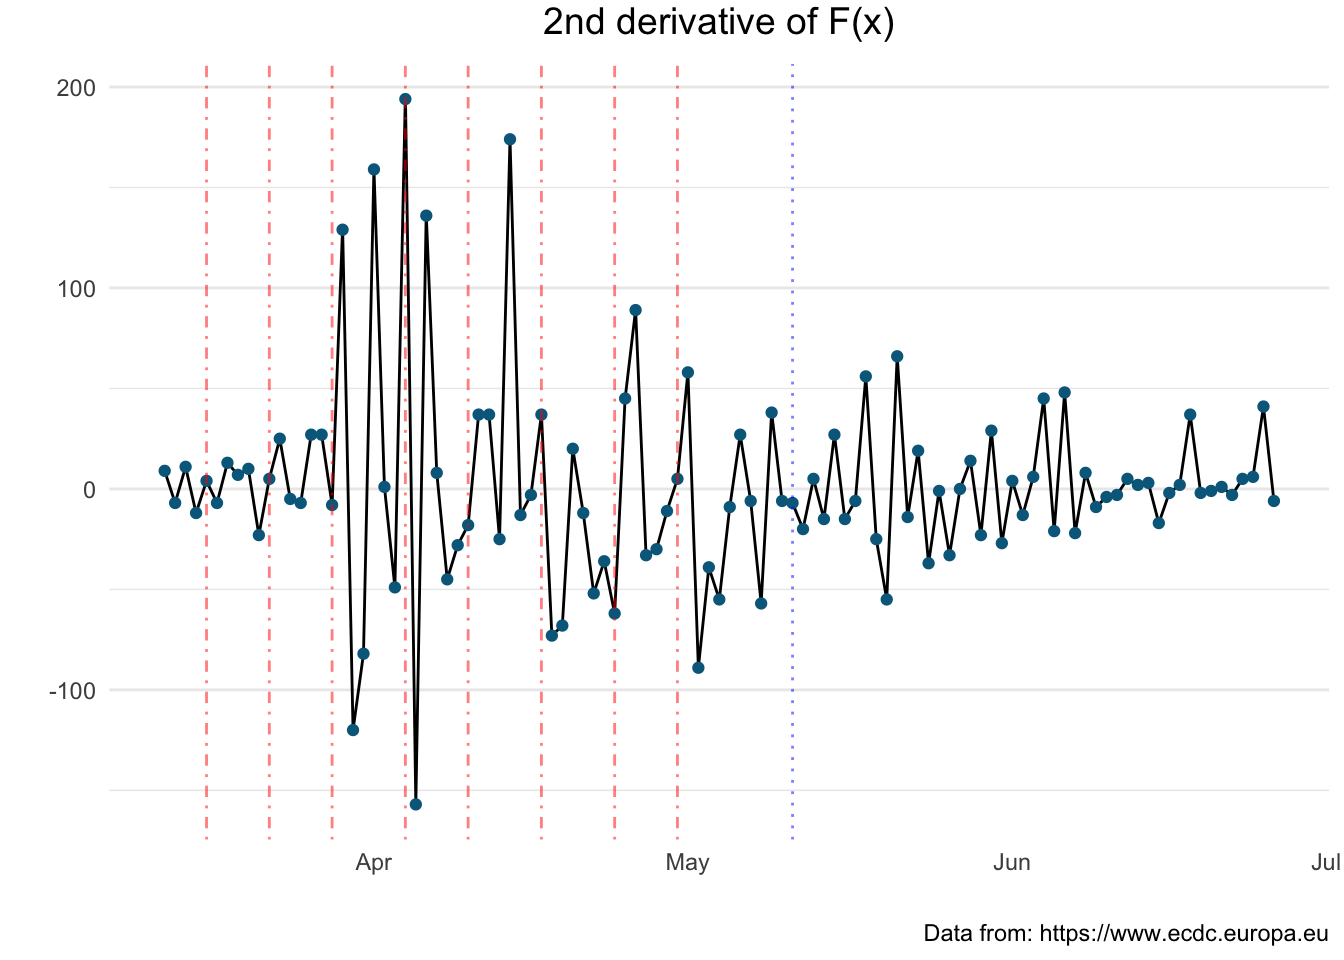 2nd derivative of F(x)
200
100
0
-100
Apr May Jun Jul
Data from: https://www.ecdc.europa.eu